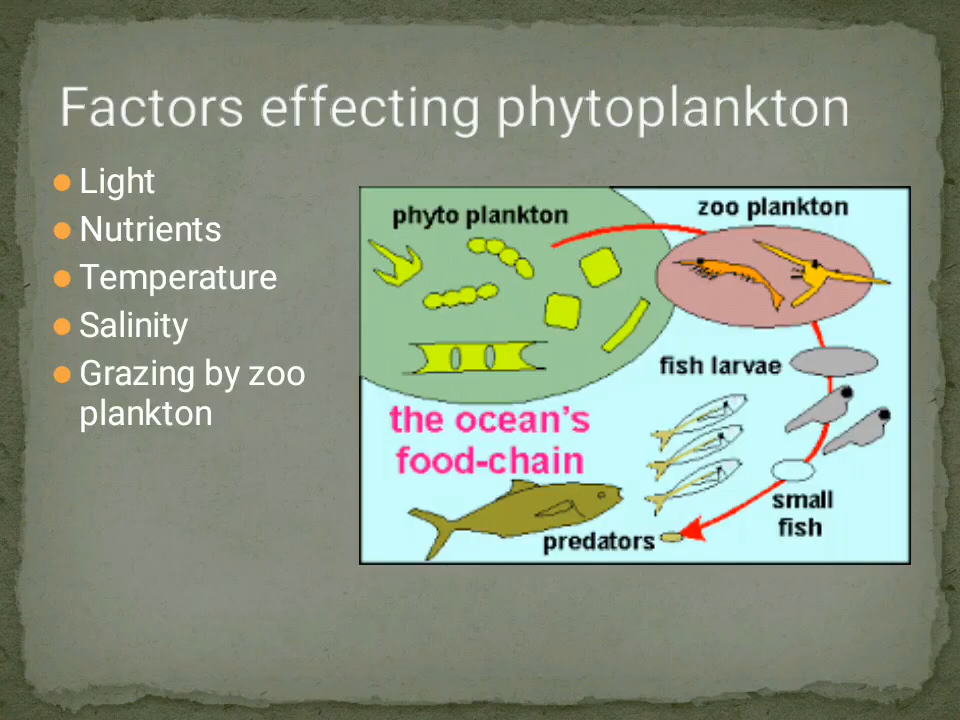 Factors effecting phytoplankton
Light
Nutrients
Temperature
Salinity
Grazing by zoo
plankton
phyto plankton
zoo plankton
fish larvae
the ocean's
food-chain
small
fish
predators